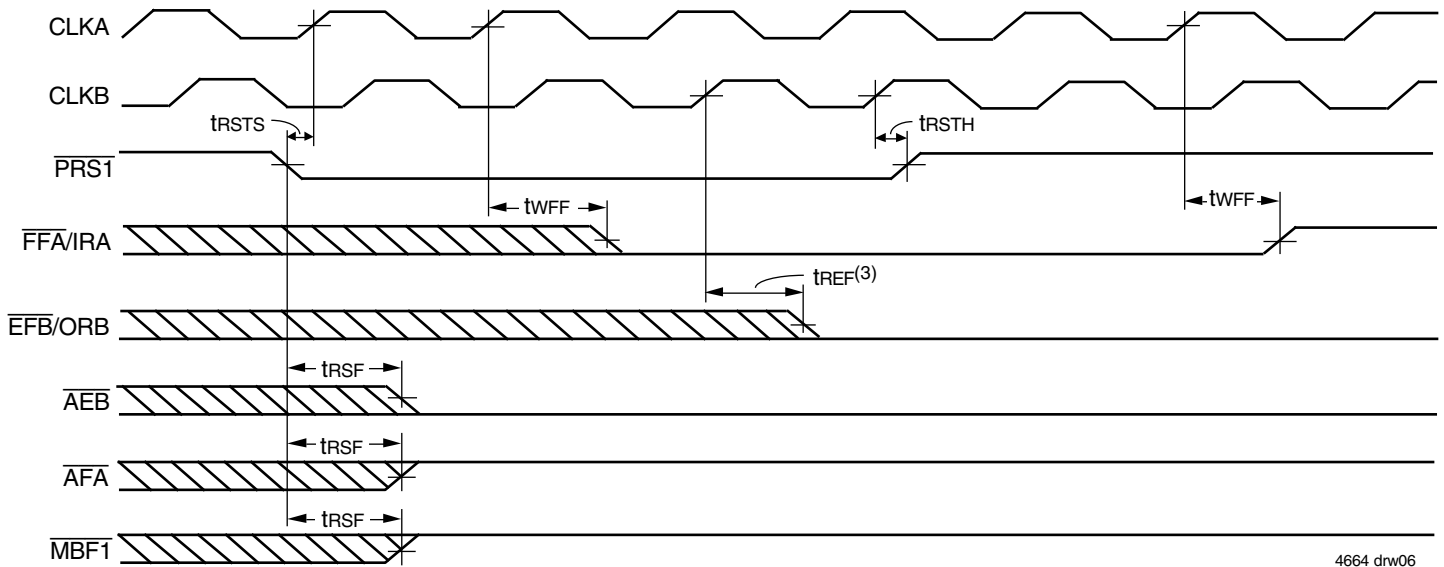 CLKA
CLKB
tRSTS
tRSTH
PRS1
tWFF
tWFF
FFA/IRA
tREF(3)
EFB/ORB
tRSF
AEB
tRSF
AFA
tRSF
MBF1
4664 drw06